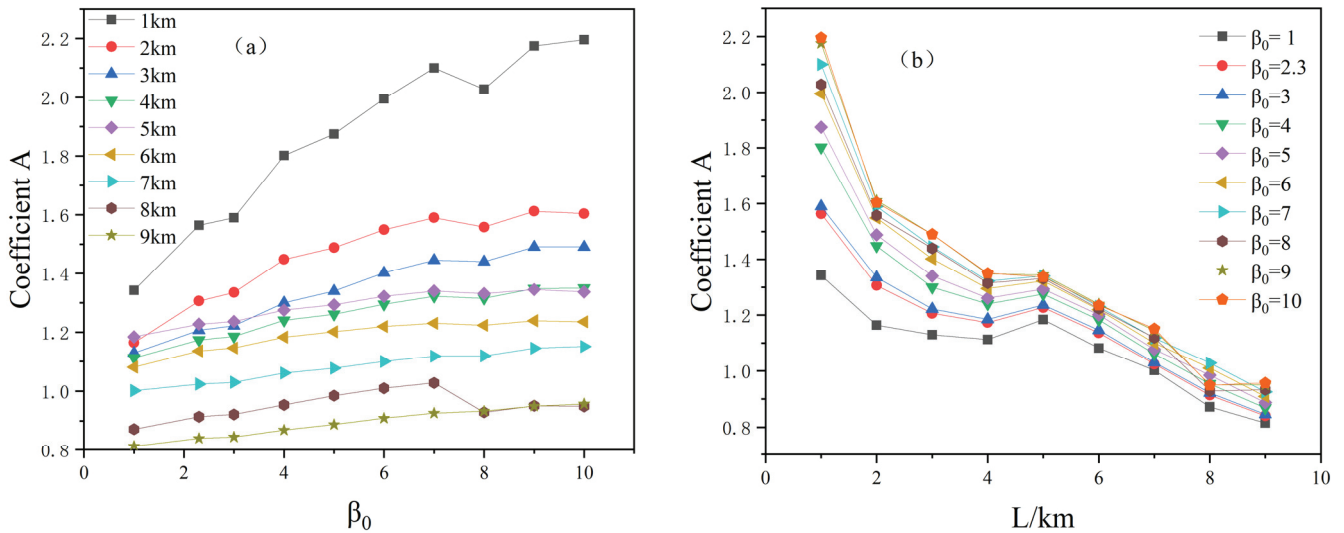 1km
2km
3km
4km
5km
6km
7km
8km
9km
（a）
2.2
2.0
1.8
1.6
1.4
1.2
1.0
0.8
Coefficient A
0 2 4 6 8 10
β₀
β₀= 1
β₀=2.3
β₀=3
β₀=4
β₀=5
β₀=6
β₀=7
β₀=8
β₀=9
β₀=10
（b）
2.2
2.0
1.8
1.6
1.4
1.2
1.0
0.8
Coefficient A
0 2 4 6 8 10
L/km